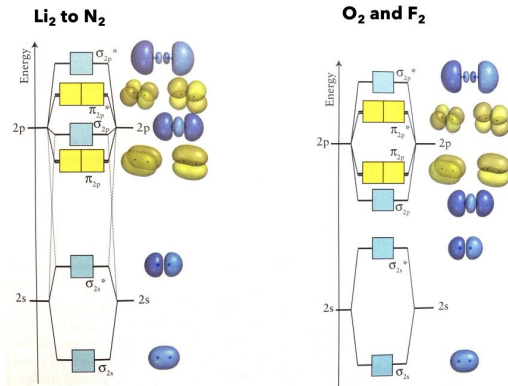 Li₂ to N₂
Energy
σ₂ₚ*
π₂ₚ*
2p
σ₂ₚ
2p
π₂ₚ
σ₂ₛ*
2s
2s
σ₂ₛ
O₂ and F₂
Energy
σ₂ₚ*
π₂ₚ*
2p
2p
π₂ₚ
σ₂ₚ
σ₂ₛ*
2s
2s
σ₂ₛ